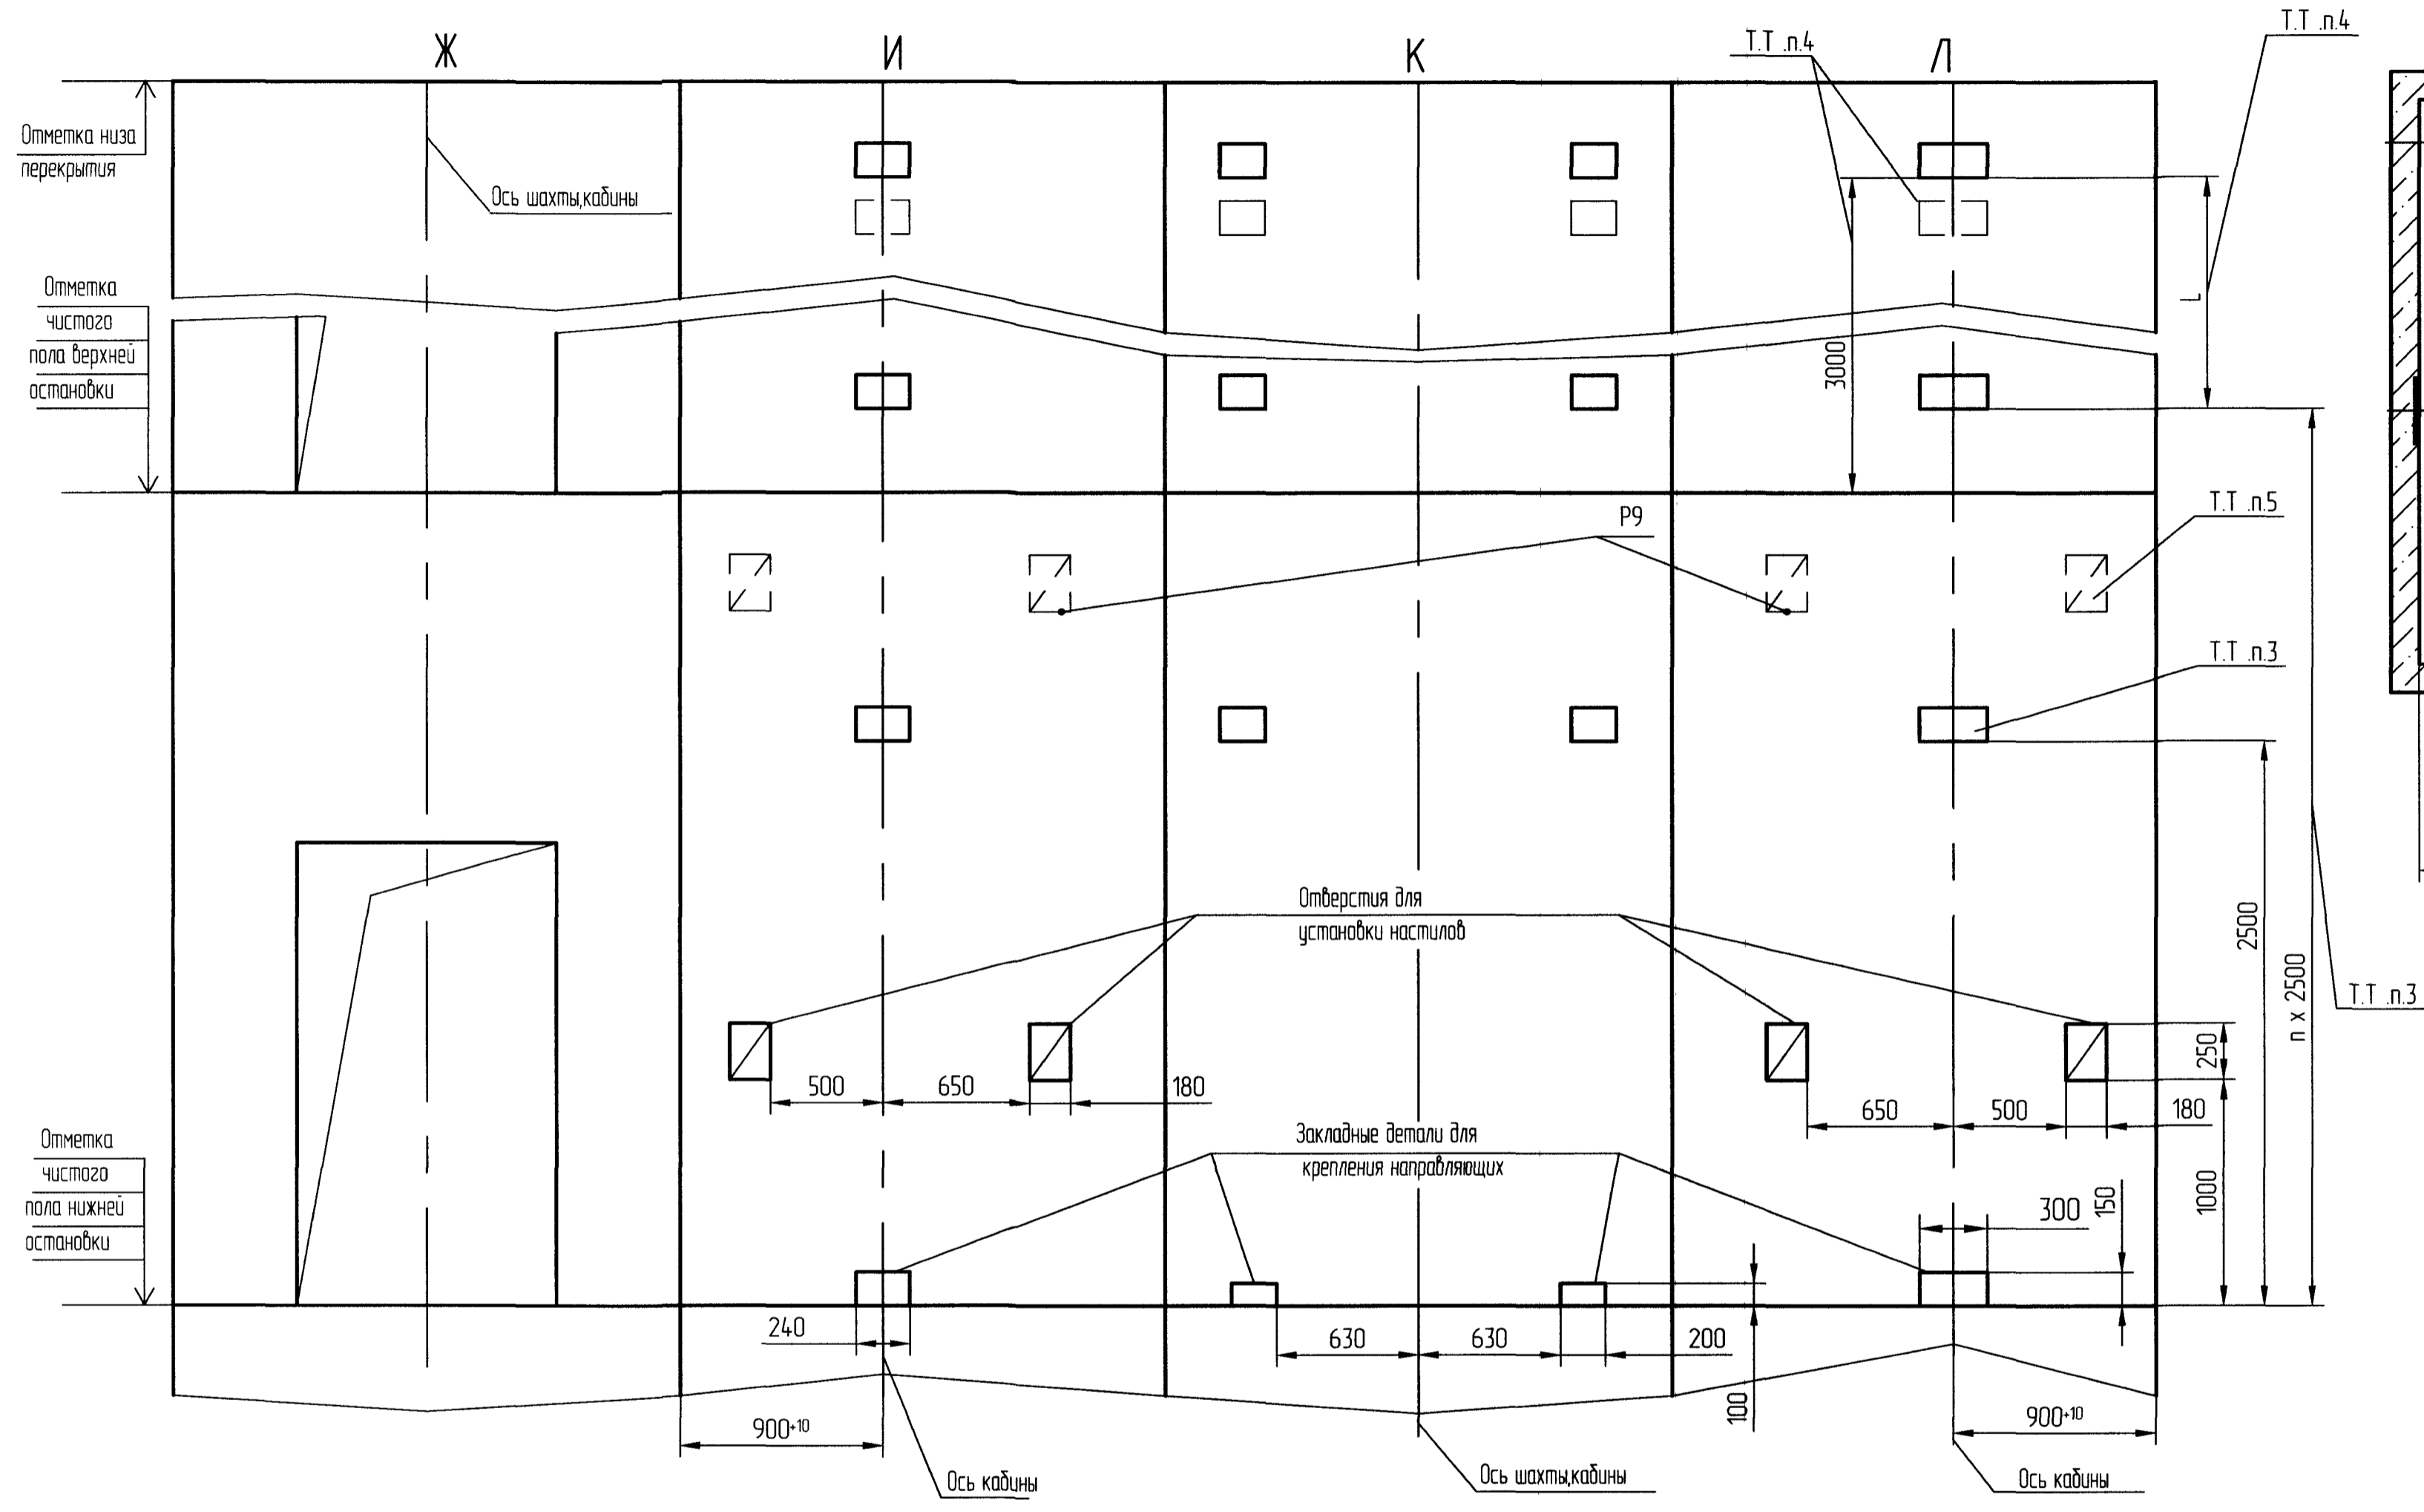 Ж
И
К
Л
Т.Т .п.4
Т.Т .п.4
Отметка низа
перекрытия
Ось шахты,кабины
Отметка
чистого
пола верхней
остановки
L
3000
Р9
Т.Т .п.5
Т.Т .п.3
Отверстия для
установки настилов
2500
n x 2500
Т.Т .п.3
250
500
650
180
650
500
180
Отметка
чистого
пола нижней
остановки
Закладные детали для
крепления направляющих
1000
150
300
240
630
630
200
100
900+10
900+10
Ось кабины
Ось шахты,кабины
Ось кабины